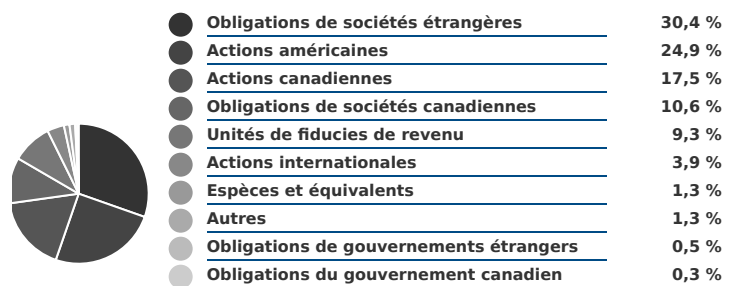 Obligations de sociétés étrangères 30,4 %
Actions américaines 24,9 %
Actions canadiennes 17,5 %
Obligations de sociétés canadiennes 10,6 %
Unités de fiducies de revenu 9,3 %
Actions internationales 3,9 %
Espèces et équivalents 1,3 %
Autres 1,3 %
Obligations de gouvernements étrangers 0,5 %
Obligations du gouvernement canadien 0,3 %